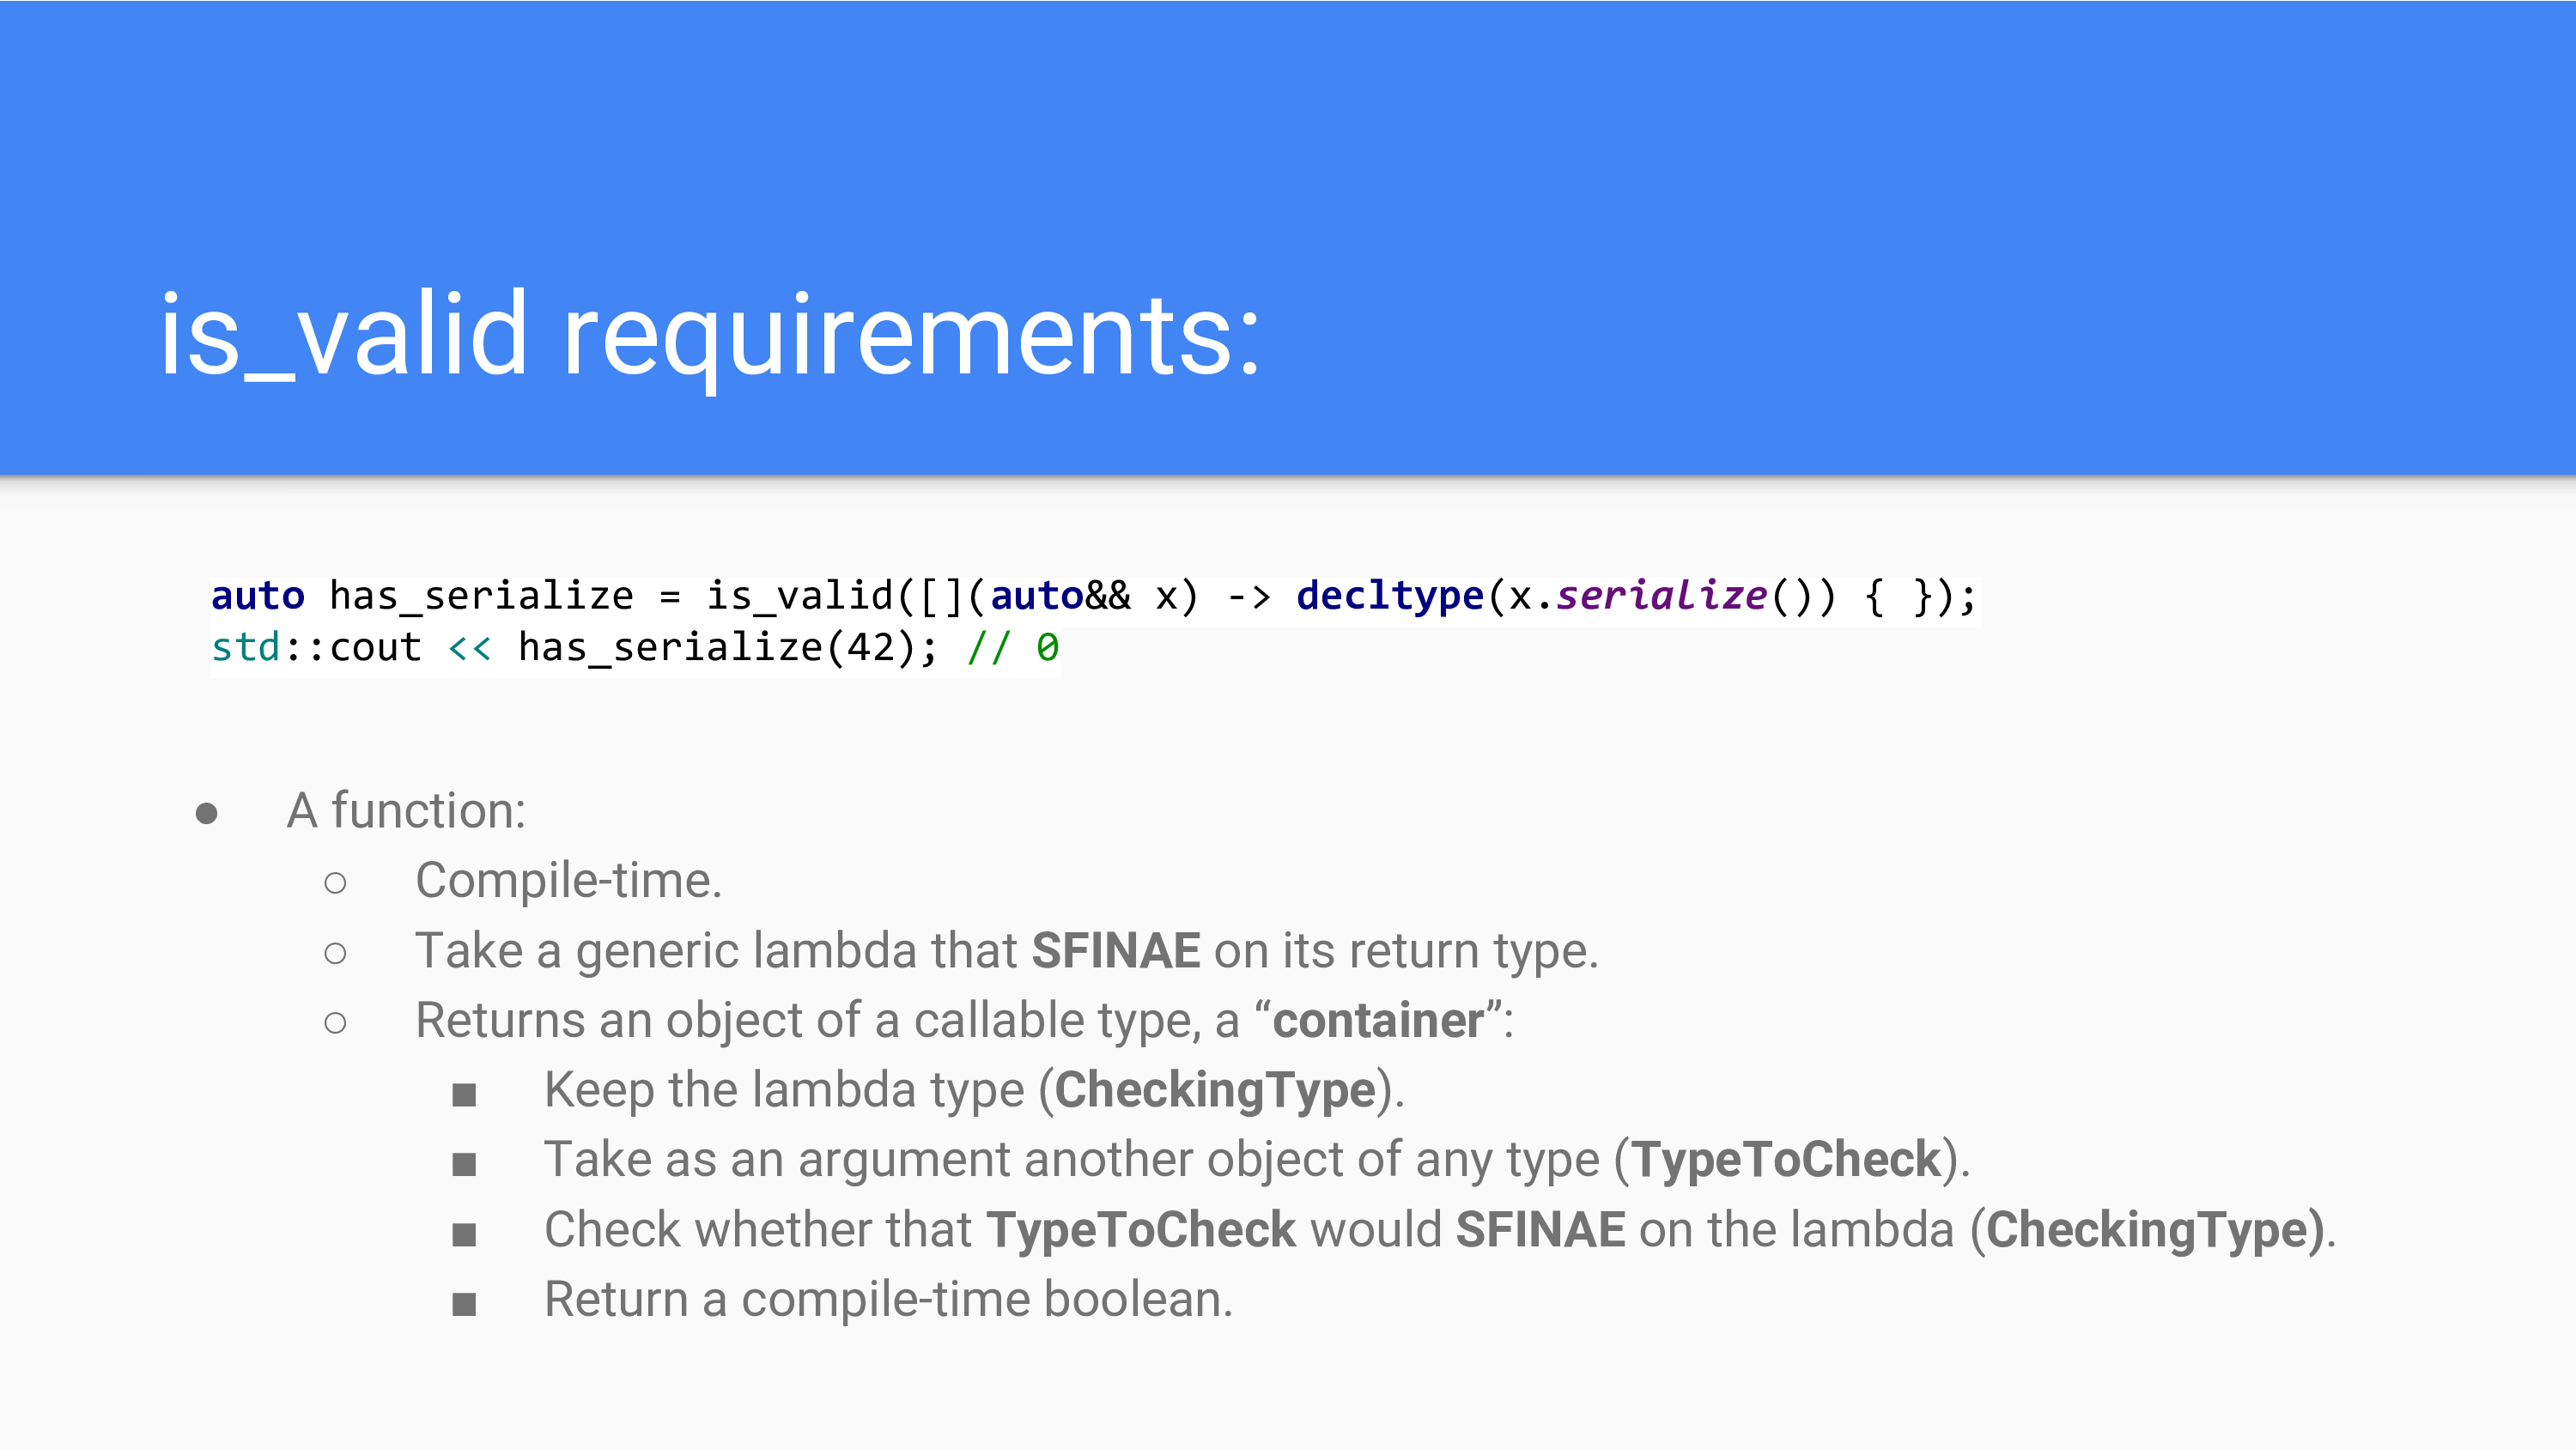 is_valid requirements:
auto has_serialize = is_valid([](auto&& x) -> decltype(x.serialize()) { });
std::cout << has_serialize(42); // 0
● A function:
○ Compile-time.
○ Take a generic lambda that SFINAE on its return type.
○ Returns an object of a callable type, a “container”:
■ Keep the lambda type (CheckingType).
■ Take as an argument another object of any type (TypeToCheck).
■ Check whether that TypeToCheck would SFINAE on the lambda (CheckingType).
■ Return a compile-time boolean.